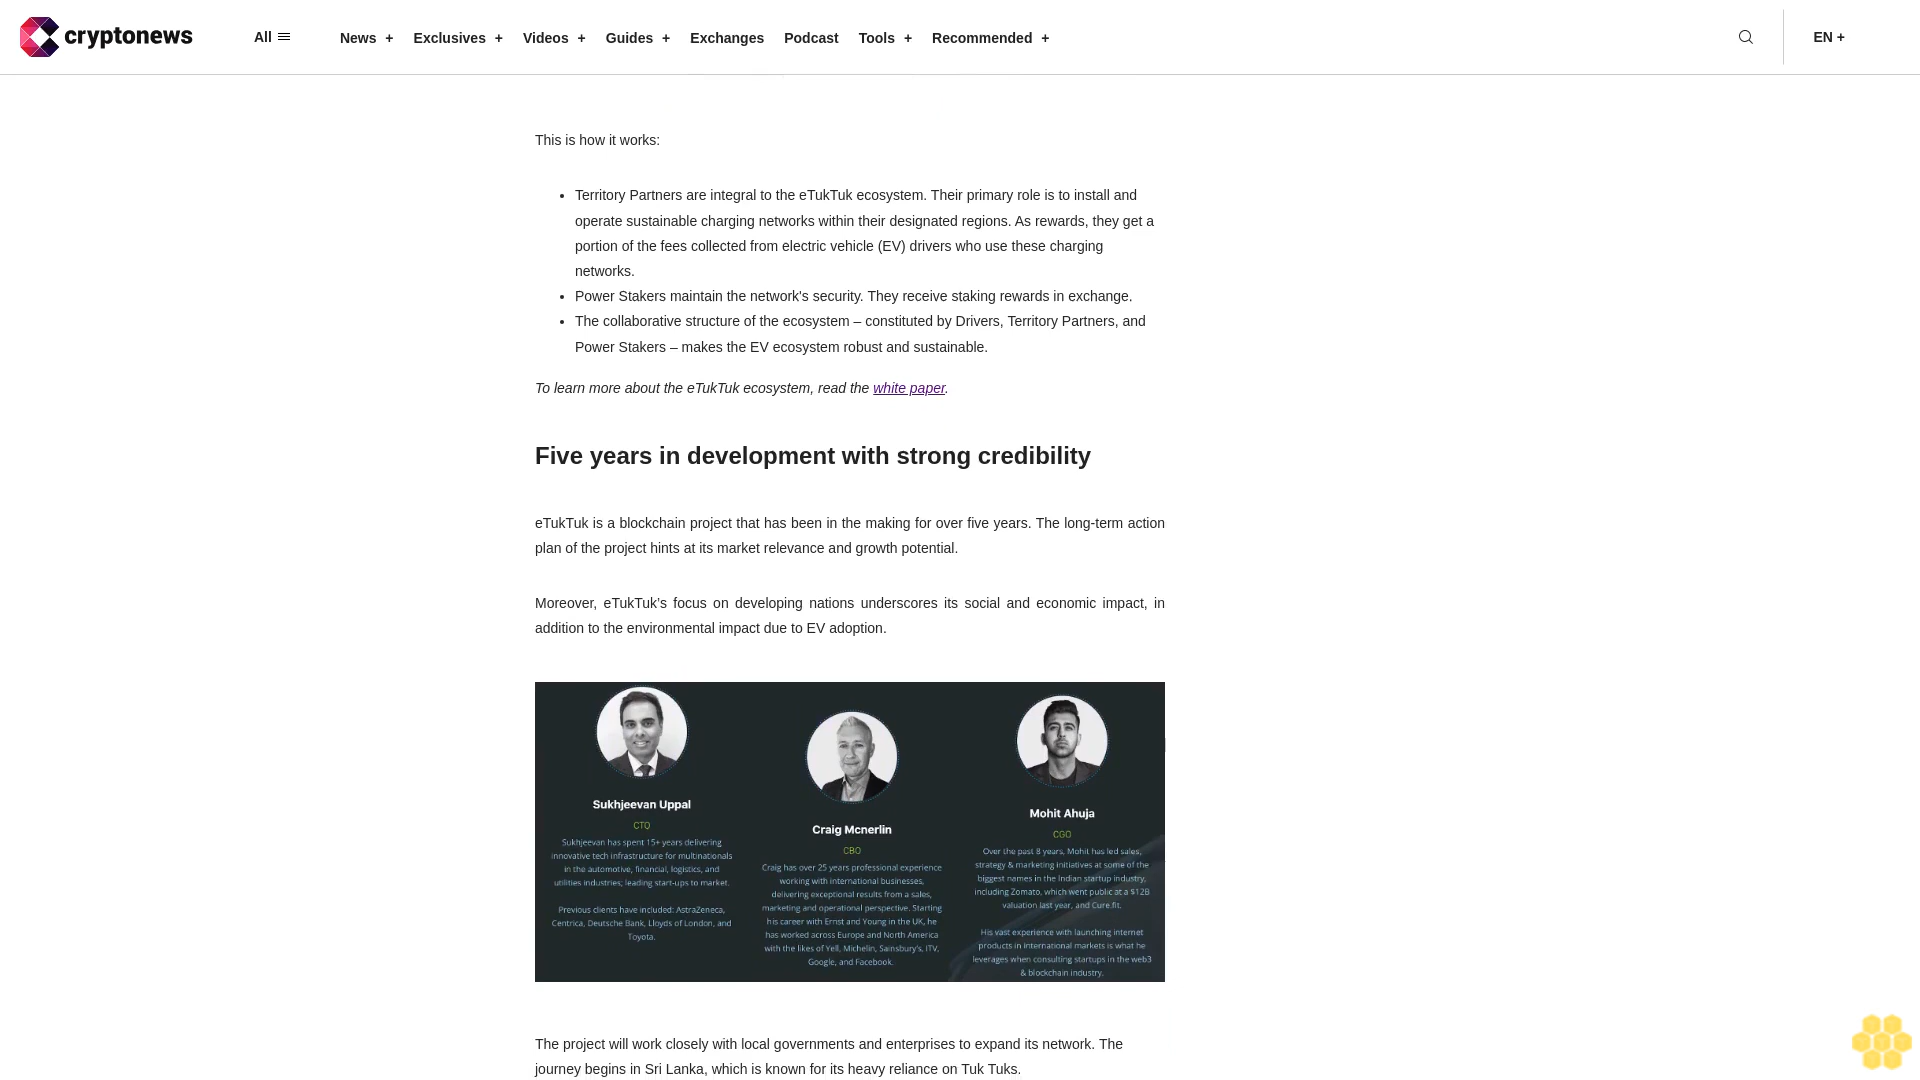 cryptonews
All
News + Exclusives + Videos + Guides + Exchanges Podcast Tools + Recommended +
EN +
This is how it works:
• Territory Partners are integral to the eTukTuk ecosystem. Their primary role is to install and
operate sustainable charging networks within their designated regions. As rewards, they get a
portion of the fees collected from electric vehicle (EV) drivers who use these charging
networks.
• Power Stakers maintain the network's security. They receive staking rewards in exchange.
• The collaborative structure of the ecosystem – constituted by Drivers, Territory Partners, and
Power Stakers – makes the EV ecosystem robust and sustainable.
To learn more about the eTukTuk ecosystem, read the white paper.
Five years in development with strong credibility
eTukTuk is a blockchain project that has been in the making for over five years. The long-term action
plan of the project hints at its market relevance and growth potential.
Moreover, eTukTuk's focus on developing nations underscores its social and economic impact, in
addition to the environmental impact due to EV adoption.
Sukhjeevan Uppal
CTO
Sukhjeevan has spent 15+ years delivering
innovative tech infrastructure for multinationals
in the automotive, financial, logistics, and
utilities industries; leading start-ups to market.
Previous clients have included: AstraZeneca,
Centrica, Deutsche Bank, Lloyds of London, and
Toyota.
Craig Mcnerlin
CBO
Craig has over 25 years professional experience
working with international businesses,
delivering exceptional results from a sales,
marketing and operational perspective. Starting
his career with Ernst and Young in the UK, he
has worked across Europe and North America
with the likes of Yell, Michelin, Sainsbury's, ITV,
Google, and Facebook.
Mohit Ahuja
CGO
Over the past 8 years, Mohit has led sales,
strategy & marketing initiatives at some of the
biggest names in the Indian startup industry,
including Zomato, which went public at a $12B
valuation last year, and Cure.fit.
His vast experience with launching internet
products in international markets is what he
leverages when consulting startups in the web3
& blockchain industry.
The project will work closely with local governments and enterprises to expand its network. The
journey begins in Sri Lanka, which is known for its heavy reliance on Tuk Tuks.